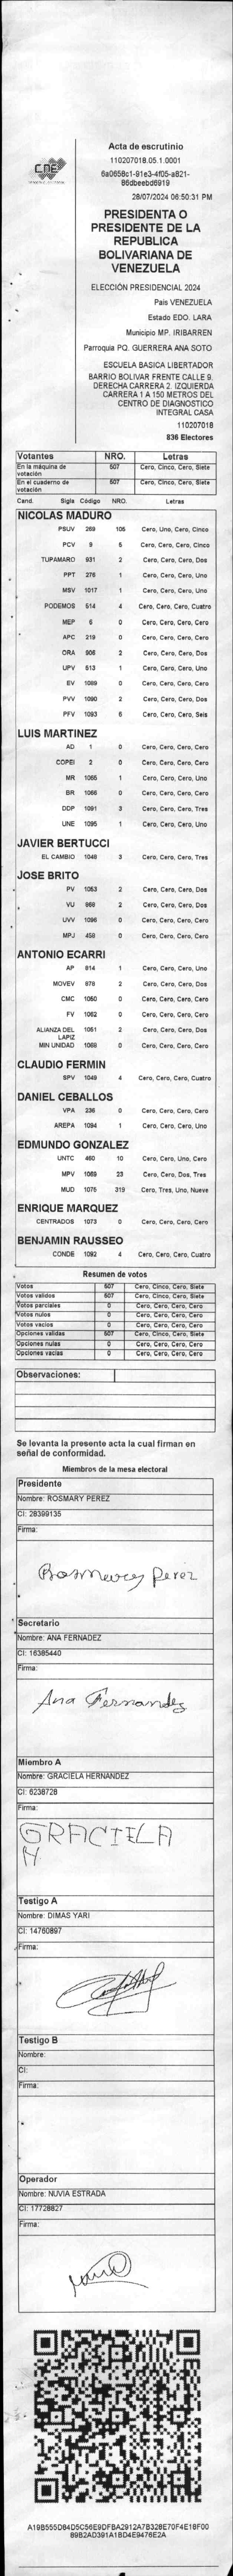 CNE
Acta de escrutinio
110207018.05.1.0001
6a0658c1-91e3-4f05-a821-
86dbeebd6919
28/07/2024 06:50:31 PM
PRESIDENTA O
PRESIDENTE DE LA
REPUBLICA
BOLIVARIANA DE
VENEZUELA
ELECCIÓN PRESIDENCIAL 2024
Pais VENEZUELA
Estado EDO. LARA
Municipio MP. IRIBARREN
Parroquia PQ. GUERRERA ANA SOTO
ESCUELA BASICA LIBERTADOR
BARRIO BOLIVAR FRENTE CALLE 9.
DERECHA CARRERA 2. IZQUIERDA
CARRERA 1 A 150 METROS DEL
CENTRO DE DIAGNOSTICO
INTEGRAL CASA
110207018
836 Electores
Votantes NRO. Letras
En la máquina de votación 507 Cero, Cinco, Cero, Siete
En el cuaderno de votación 507 Cero, Cinco, Cero, Siete
Cand. Sigla Código NRO. Letras
NICOLAS MADURO
PSUV 269 105 Cero, Uno, Cero, Cinco
PCV 9 5 Cero, Cero, Cero, Cinco
TUPAMARO 931 2 Cero, Cero, Cero, Dos
PPT 276 1 Cero, Cero, Cero, Uno
MSV 1017 1 Cero, Cero, Cero, Uno
PODEMOS 514 4 Cero, Cero, Cero, Cuatro
MEP 6 0 Cero, Cero, Cero, Cero
APC 219 0 Cero, Cero, Cero, Cero
ORA 906 2 Cero, Cero, Cero, Dos
UPV 513 1 Cero, Cero, Cero, Uno
EV 1089 0 Cero, Cero, Cero, Cero
PVV 1090 2 Cero, Cero, Cero, Dos
PFV 1093 6 Cero, Cero, Cero, Seis
LUIS MARTINEZ
AD 1 0 Cero, Cero, Cero, Cero
COPEI 2 0 Cero, Cero, Cero, Cero
MR 1065 1 Cero, Cero, Cero, Uno
BR 1066 0 Cero, Cero, Cero, Cero
DDP 1091 3 Cero, Cero, Cero, Tres
UNE 1095 1 Cero, Cero, Cero, Uno
JAVIER BERTUCCI
EL CAMBIO 1048 3 Cero, Cero, Cero, Tres
JOSE BRITO
PV 1053 2 Cero, Cero, Cero, Dos
VU 968 2 Cero, Cero, Cero, Dos
UVV 1096 0 Cero, Cero, Cero, Cero
MPJ 458 0 Cero, Cero, Cero, Cero
ANTONIO ECARRI
AP 814 1 Cero, Cero, Cero, Uno
MOVEV 878 2 Cero, Cero, Cero, Dos
CMC 1050 0 Cero, Cero, Cero, Cero
FV 1052 0 Cero, Cero, Cero, Cero
ALIANZA DEL LAPIZ 1051 2 Cero, Cero, Cero, Dos
MIN UNIDAD 1068 0 Cero, Cero, Cero, Cero
CLAUDIO FERMIN
SPV 1049 4 Cero, Cero, Cero, Cuatro
DANIEL CEBALLOS
VPA 236 0 Cero, Cero, Cero, Cero
AREPA 1094 1 Cero, Cero, Cero, Uno
EDMUNDO GONZALEZ
UNTC 460 10 Cero, Cero, Uno, Cero
MPV 1069 23 Cero, Cero, Dos, Tres
MUD 1075 319 Cero, Tres, Uno, Nueve
ENRIQUE MARQUEZ
CENTRADOS 1073 0 Cero, Cero, Cero, Cero
BENJAMIN RAUSSEO
CONDE 1092 4 Cero, Cero, Cero, Cuatro
Resumen de votos
Votos 507 Cero, Cinco, Cero, Siete
Votos validos 507 Cero, Cinco, Cero, Siete
Votos parciales 0 Cero, Cero, Cero, Cero
Votos nulos 0 Cero, Cero, Cero, Cero
Votos vacios 0 Cero, Cero, Cero, Cero
Opciones validas 507 Cero, Cinco, Cero, Siete
Opciones nulas 0 Cero, Cero, Cero, Cero
Opciones vacias 0 Cero, Cero, Cero, Cero
Observaciones:
Se levanta la presente acta la cual firman en
señal de conformidad.
Miembros de la mesa electoral
Presidente
Nombre: ROSMARY PEREZ
CI: 28399135
Firma:
Rosmary Perez
Secretario
Nombre: ANA FERNADEZ
CI: 16385440
Firma:
Ana Fernandez
Miembro A
Nombre: GRACIELA HERNANDEZ
CI: 6238728
Firma:
GRACIELA
H
Testigo A
Nombre: DIMAS YARI
CI: 14760897
Firma:
Testigo B
Nombre:
CI:
Firma:
Operador
Nombre: NUVIA ESTRADA
CI: 17728827
Firma:
A19B555D84D5C56E9DFBA2912A7B328E70F4E18F00
89B2AD391A1BD4E9476E2A